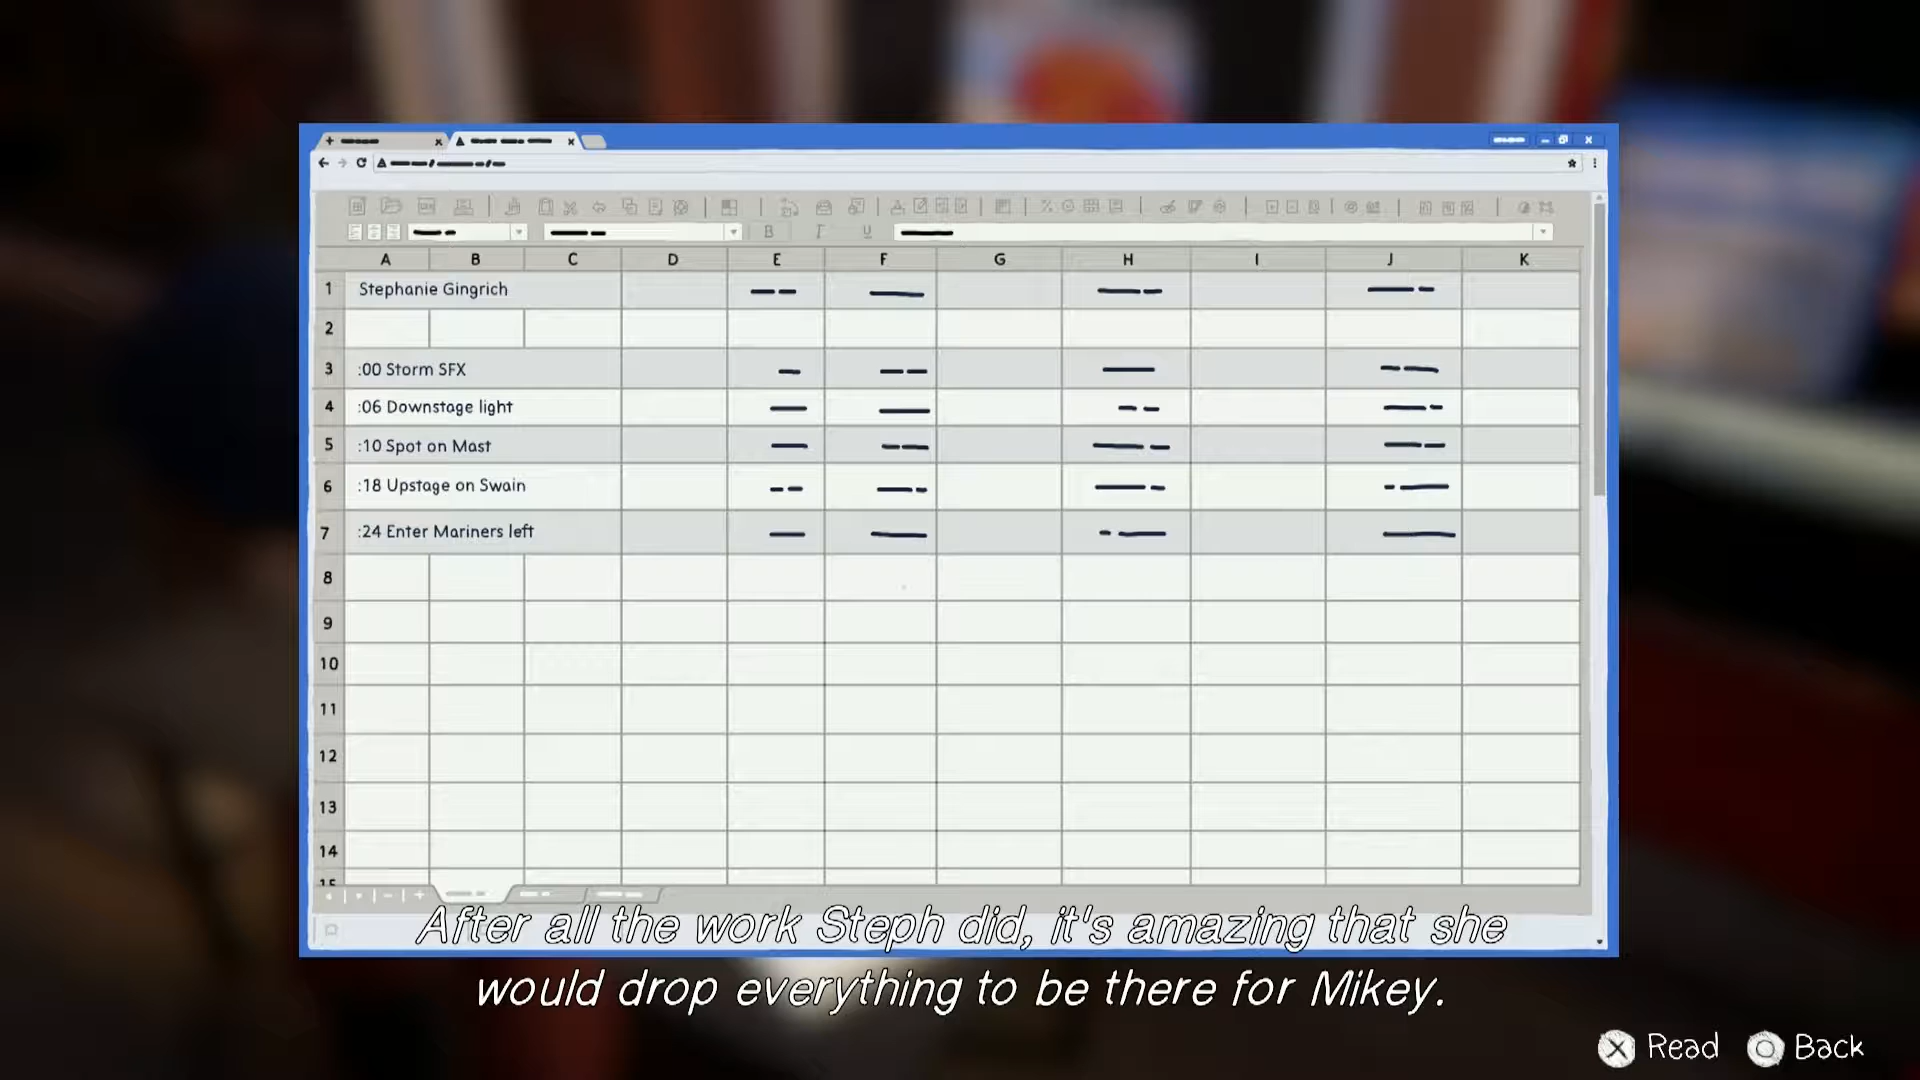 A B C D E F G H I J K
1 Stephanie Gingrich
2
3 :00 Storm SFX
4 :06 Downstage light
5 :10 Spot on Mast
6 :18 Upstage on Swain
7 :24 Enter Mariners left
8
9
10
11
12
13
14
15
After all the work Steph did, it's amazing that she
would drop everything to be there for Mikey.
Read Back